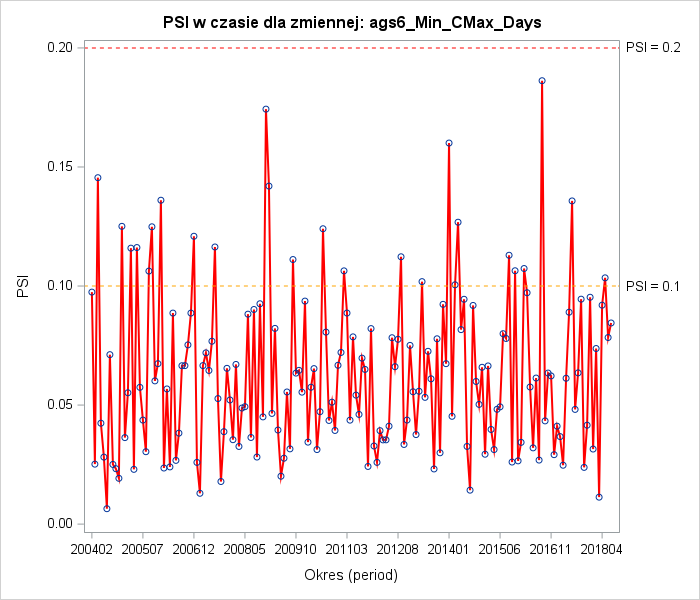 PSI w czasie dla zmiennej: ags6_Min_CMax_Days
0.20
PSI = 0.2
0.15
PSI
0.10
PSI = 0.1
0.05
0.00
200402 200507 200612 200805 200910 201103 201208 201401 201506 201611 201804
Okres (period)